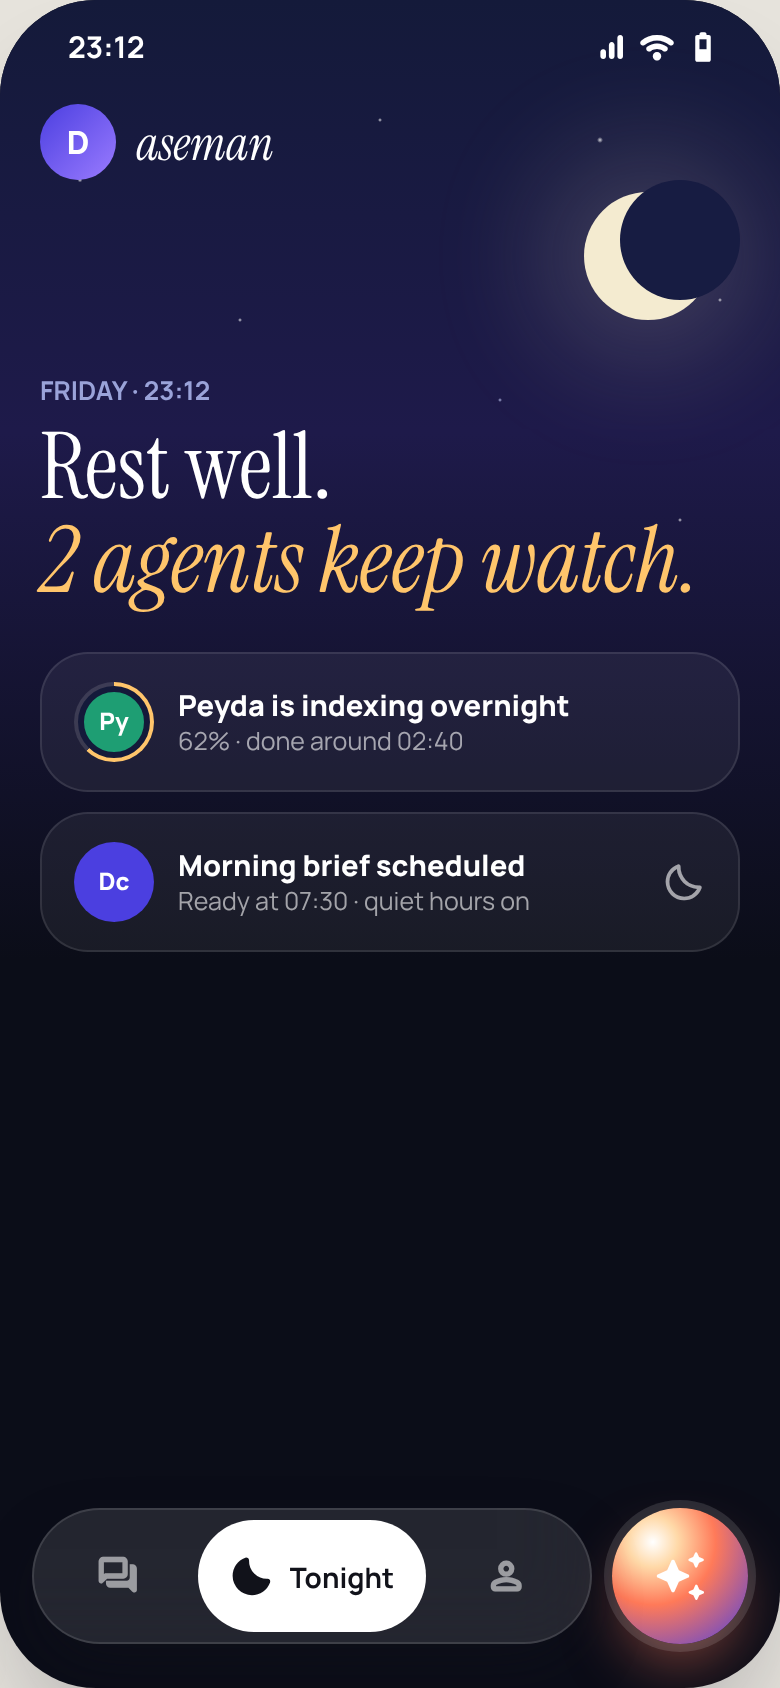 23:12
D
aseman
FRIDAY · 23:12
Rest well.
2 agents keep watch.
Py
Peyda is indexing overnight
62% · done around 02:40
Dc
Morning brief scheduled
Ready at 07:30 · quiet hours on
Tonight